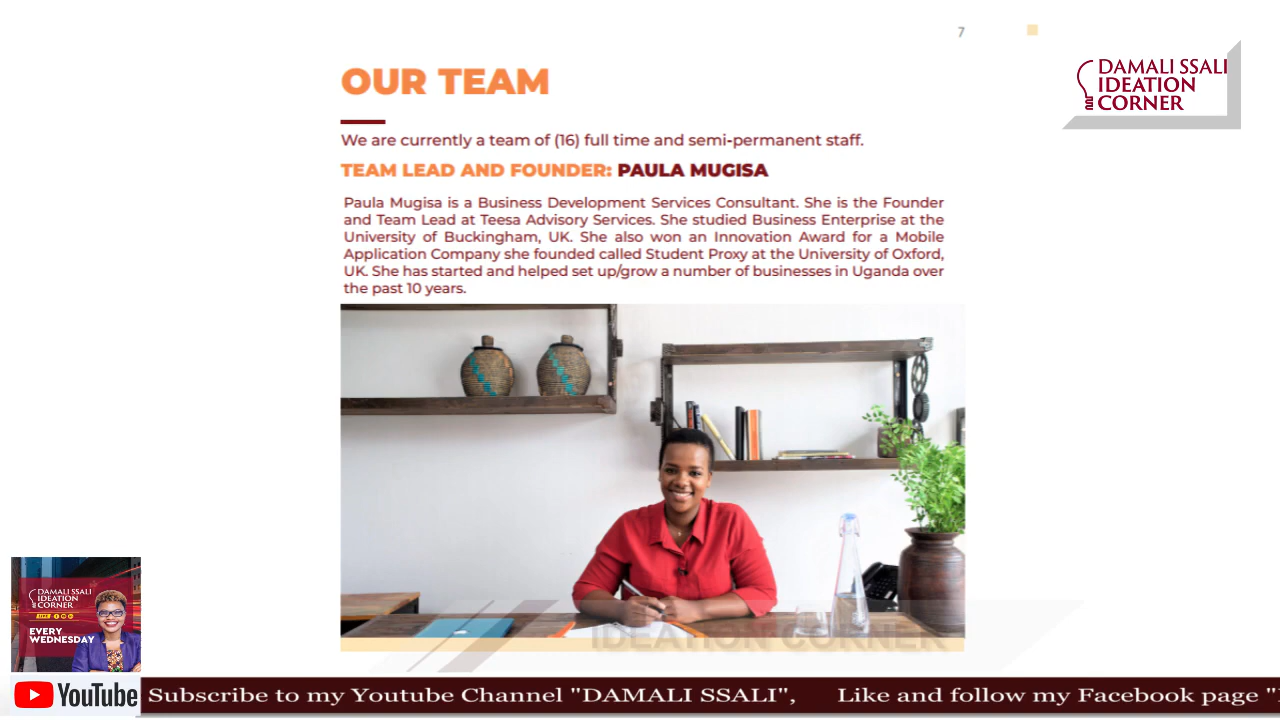 7
OUR TEAM
We are currently a team of (16) full time and semi-permanent staff.
TEAM LEAD AND FOUNDER: PAULA MUGISA
Paula Mugisa is a Business Development Services Consultant. She is the Founder
and Team Lead at Teesa Advisory Services. She studied Business Enterprise at the
University of Buckingham, UK. She also won an Innovation Award for a Mobile
Application Company she founded called Student Proxy at the University of Oxford,
UK. She has started and helped set up/grow a number of businesses in Uganda over
the past 10 years.
DAMALI SSALI
IDEATION
CORNER
IDEATION CORNER
DAMALI SSALI
IDEATION
CORNER
LIVE
EVERY
WEDNESDAY
YouTube
Subscribe to my Youtube Channel "DAMALI SSALI", Like and follow my Facebook page "